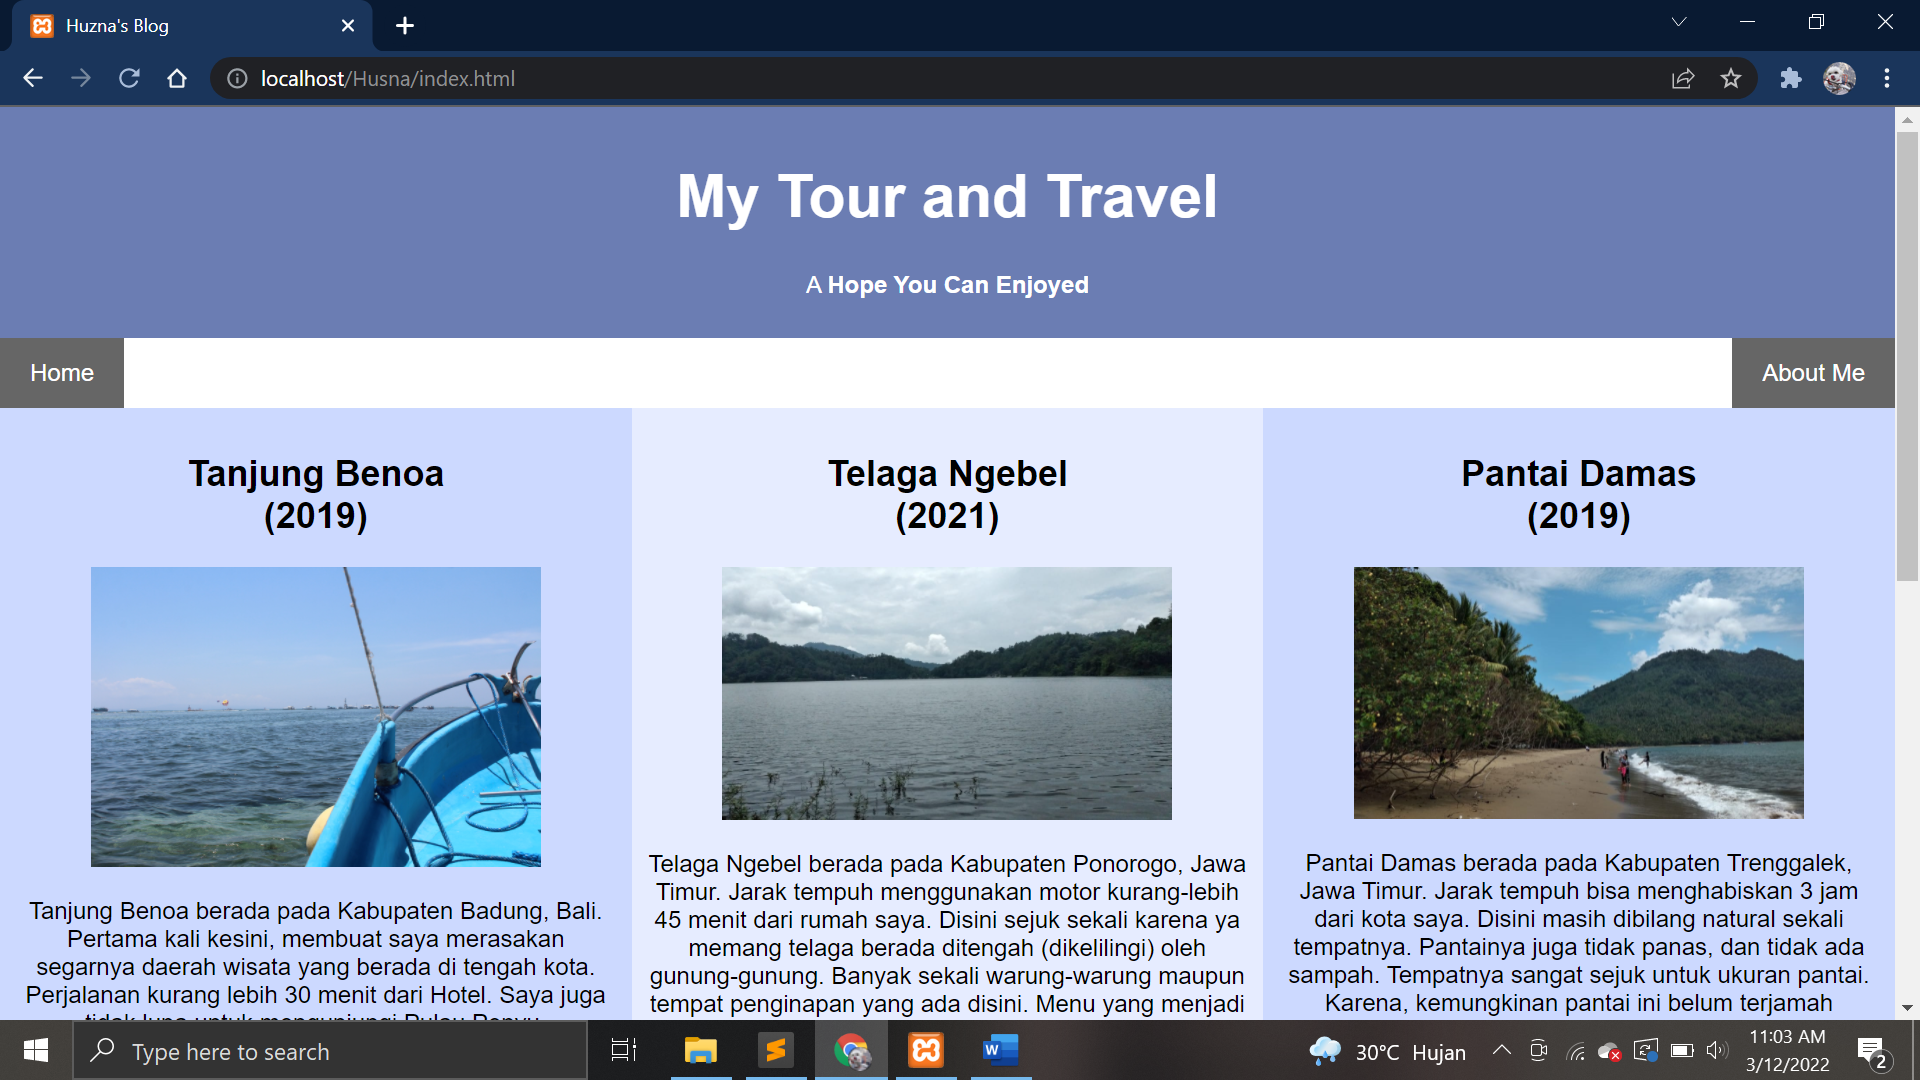 Huzna's Blog
localhost/Husna/index.html
My Tour and Travel
A Hope You Can Enjoyed
Home
About Me
Tanjung Benoa
(2019)
Tanjung Benoa berada pada Kabupaten Badung, Bali.
Pertama kali kesini, membuat saya merasakan
segarnya daerah wisata yang berada di tengah kota.
Perjalanan kurang lebih 30 menit dari Hotel. Saya juga
tidak lupa untuk mengunjungi Pulau Penyu
Telaga Ngebel
(2021)
Telaga Ngebel berada pada Kabupaten Ponorogo, Jawa
Timur. Jarak tempuh menggunakan motor kurang-lebih
45 menit dari rumah saya. Disini sejuk sekali karena ya
memang telaga berada ditengah (dikelilingi) oleh
gunung-gunung. Banyak sekali warung-warung maupun
tempat penginapan yang ada disini. Menu yang menjadi
Pantai Damas
(2019)
Pantai Damas berada pada Kabupaten Trenggalek,
Jawa Timur. Jarak tempuh bisa menghabiskan 3 jam
dari kota saya. Disini masih dibilang natural sekali
tempatnya. Pantainya juga tidak panas, dan tidak ada
sampah. Tempatnya sangat sejuk untuk ukuran pantai.
Karena, kemungkinan pantai ini belum terjamah
Type here to search
W
30°C Hujan
11:03 AM
3/12/2022
2